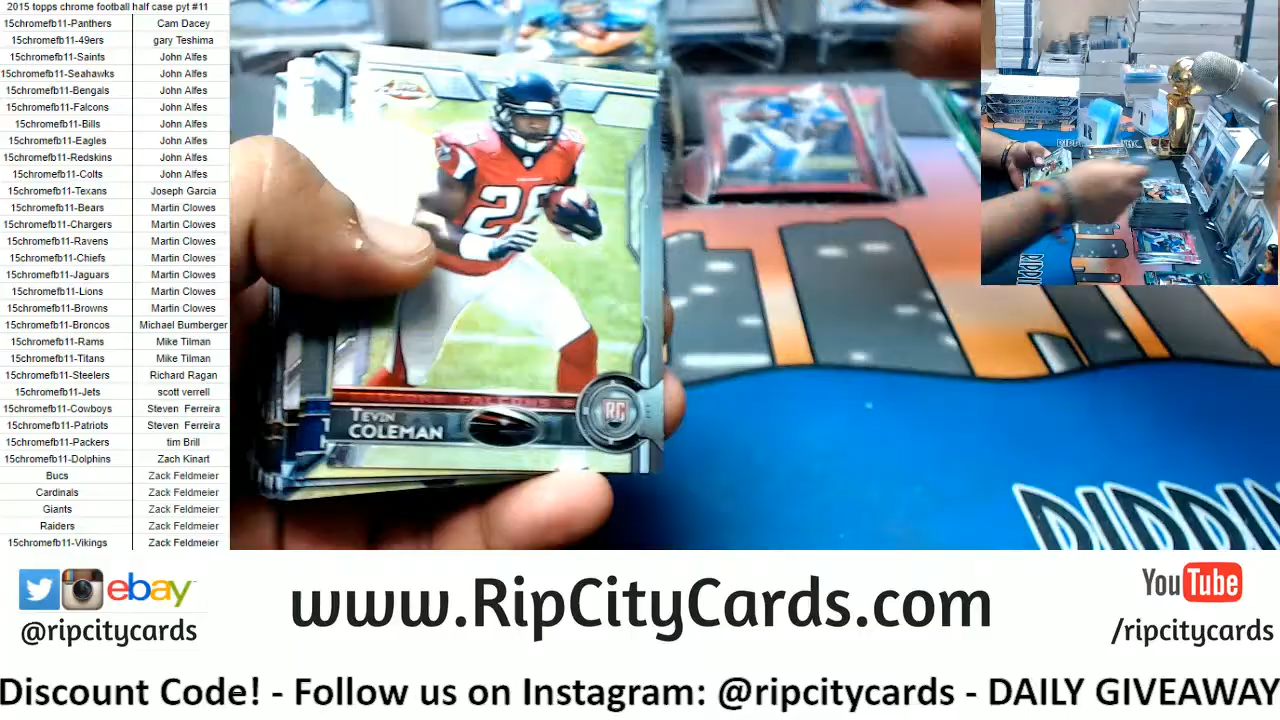 2015 topps chrome football half case pyt #11
15chromefb11-Panthers Cam Dacey
15chromefb11-49ers gary Teshima
15chromefb11-Saints John Alfes
15chromefb11-Seahawks John Alfes
15chromefb11-Bengals John Alfes
15chromefb11-Falcons John Alfes
15chromefb11-Bills John Alfes
15chromefb11-Eagles John Alfes
15chromefb11-Redskins John Alfes
15chromefb11-Colts John Alfes
15chromefb11-Texans Joseph Garcia
15chromefb11-Bears Martin Clowes
15chromefb11-Chargers Martin Clowes
15chromefb11-Ravens Martin Clowes
15chromefb11-Chiefs Martin Clowes
15chromefb11-Jaguars Martin Clowes
15chromefb11-Lions Martin Clowes
15chromefb11-Browns Martin Clowes
15chromefb11-Broncos Michael Bumberger
15chromefb11-Rams Mike Tilman
15chromefb11-Titans Mike Tilman
15chromefb11-Steelers Richard Ragan
15chromefb11-Jets scott verrell
15chromefb11-Cowboys Steven Ferreira
15chromefb11-Patriots Steven Ferreira
15chromefb11-Packers tim Brill
15chromefb11-Dolphins Zach Kinart
Bucs Zack Feldmeier
Cardinals Zack Feldmeier
Giants Zack Feldmeier
Raiders Zack Feldmeier
15chromefb11-Vikings Zack Feldmeier
RC
TEVIN
COLEMAN
RIPPIN
ebay
@ripcitycards
www.RipCityCards.com
YouTube
/ripcitycards
Discount Code! - Follow us on Instagram: @ripcitycards - DAILY GIVEAWAY